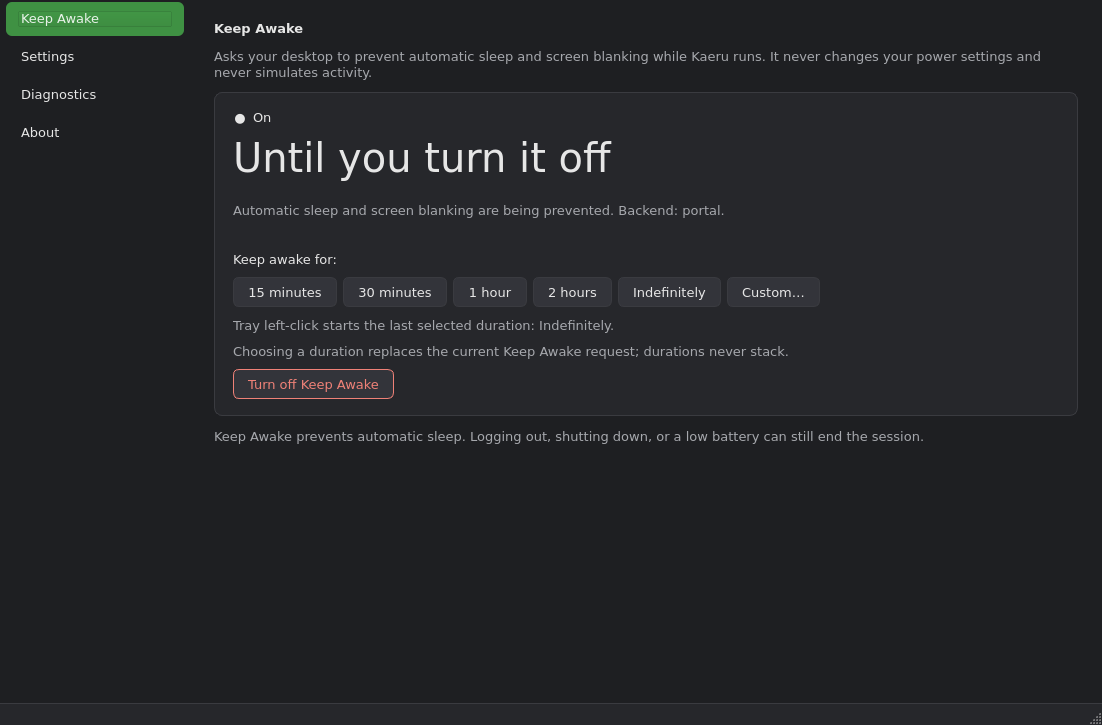 Keep Awake
Settings
Diagnostics
About
Keep Awake
Asks your desktop to prevent automatic sleep and screen blanking while Kaeru runs. It never changes your power settings and
never simulates activity.
On
Until you turn it off
Automatic sleep and screen blanking are being prevented. Backend: portal.
Keep awake for:
15 minutes 30 minutes 1 hour 2 hours Indefinitely Custom...
Tray left-click starts the last selected duration: Indefinitely.
Choosing a duration replaces the current Keep Awake request; durations never stack.
Turn off Keep Awake
Keep Awake prevents automatic sleep. Logging out, shutting down, or a low battery can still end the session.